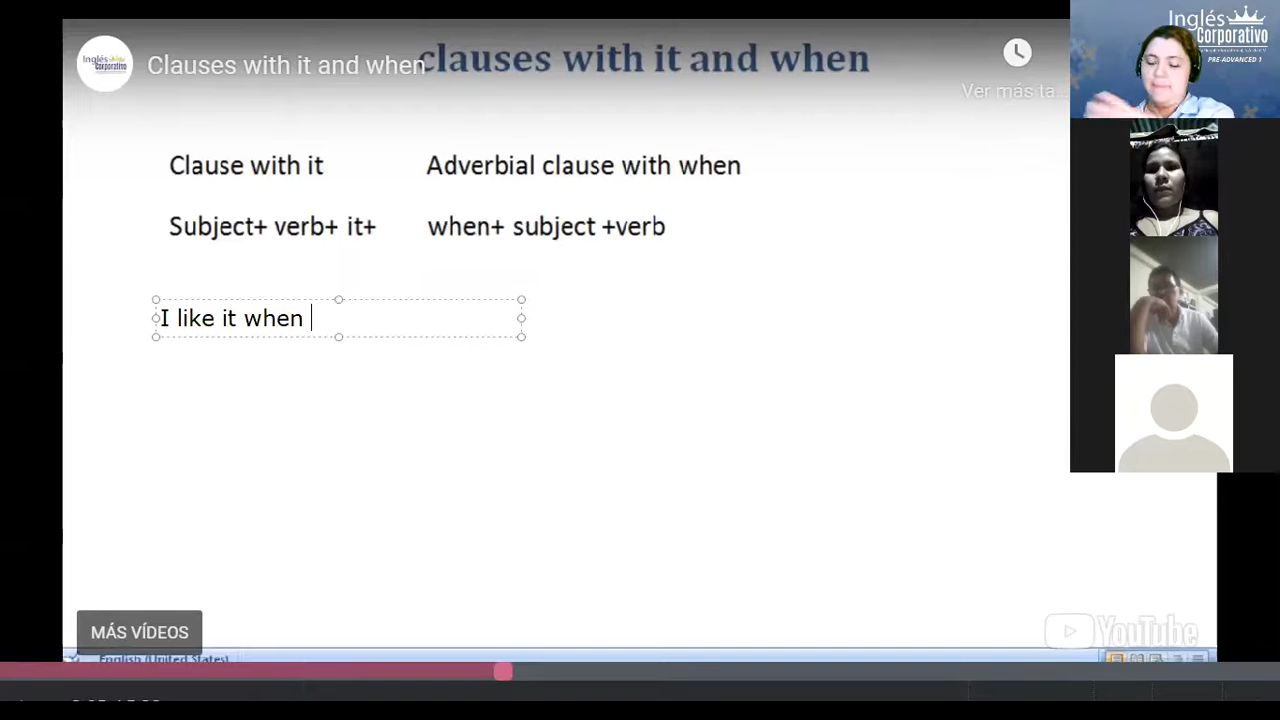 Clauses with it and when
clauses with it and when
Ver más ta...
Inglés
Corporativo
PRE-ADVANCED 1
Clause with it
Adverbial clause with when
Subject+ verb+ it+
when+ subject +verb
I like it when
MÁS VÍDEOS
YouTube
English (United States)